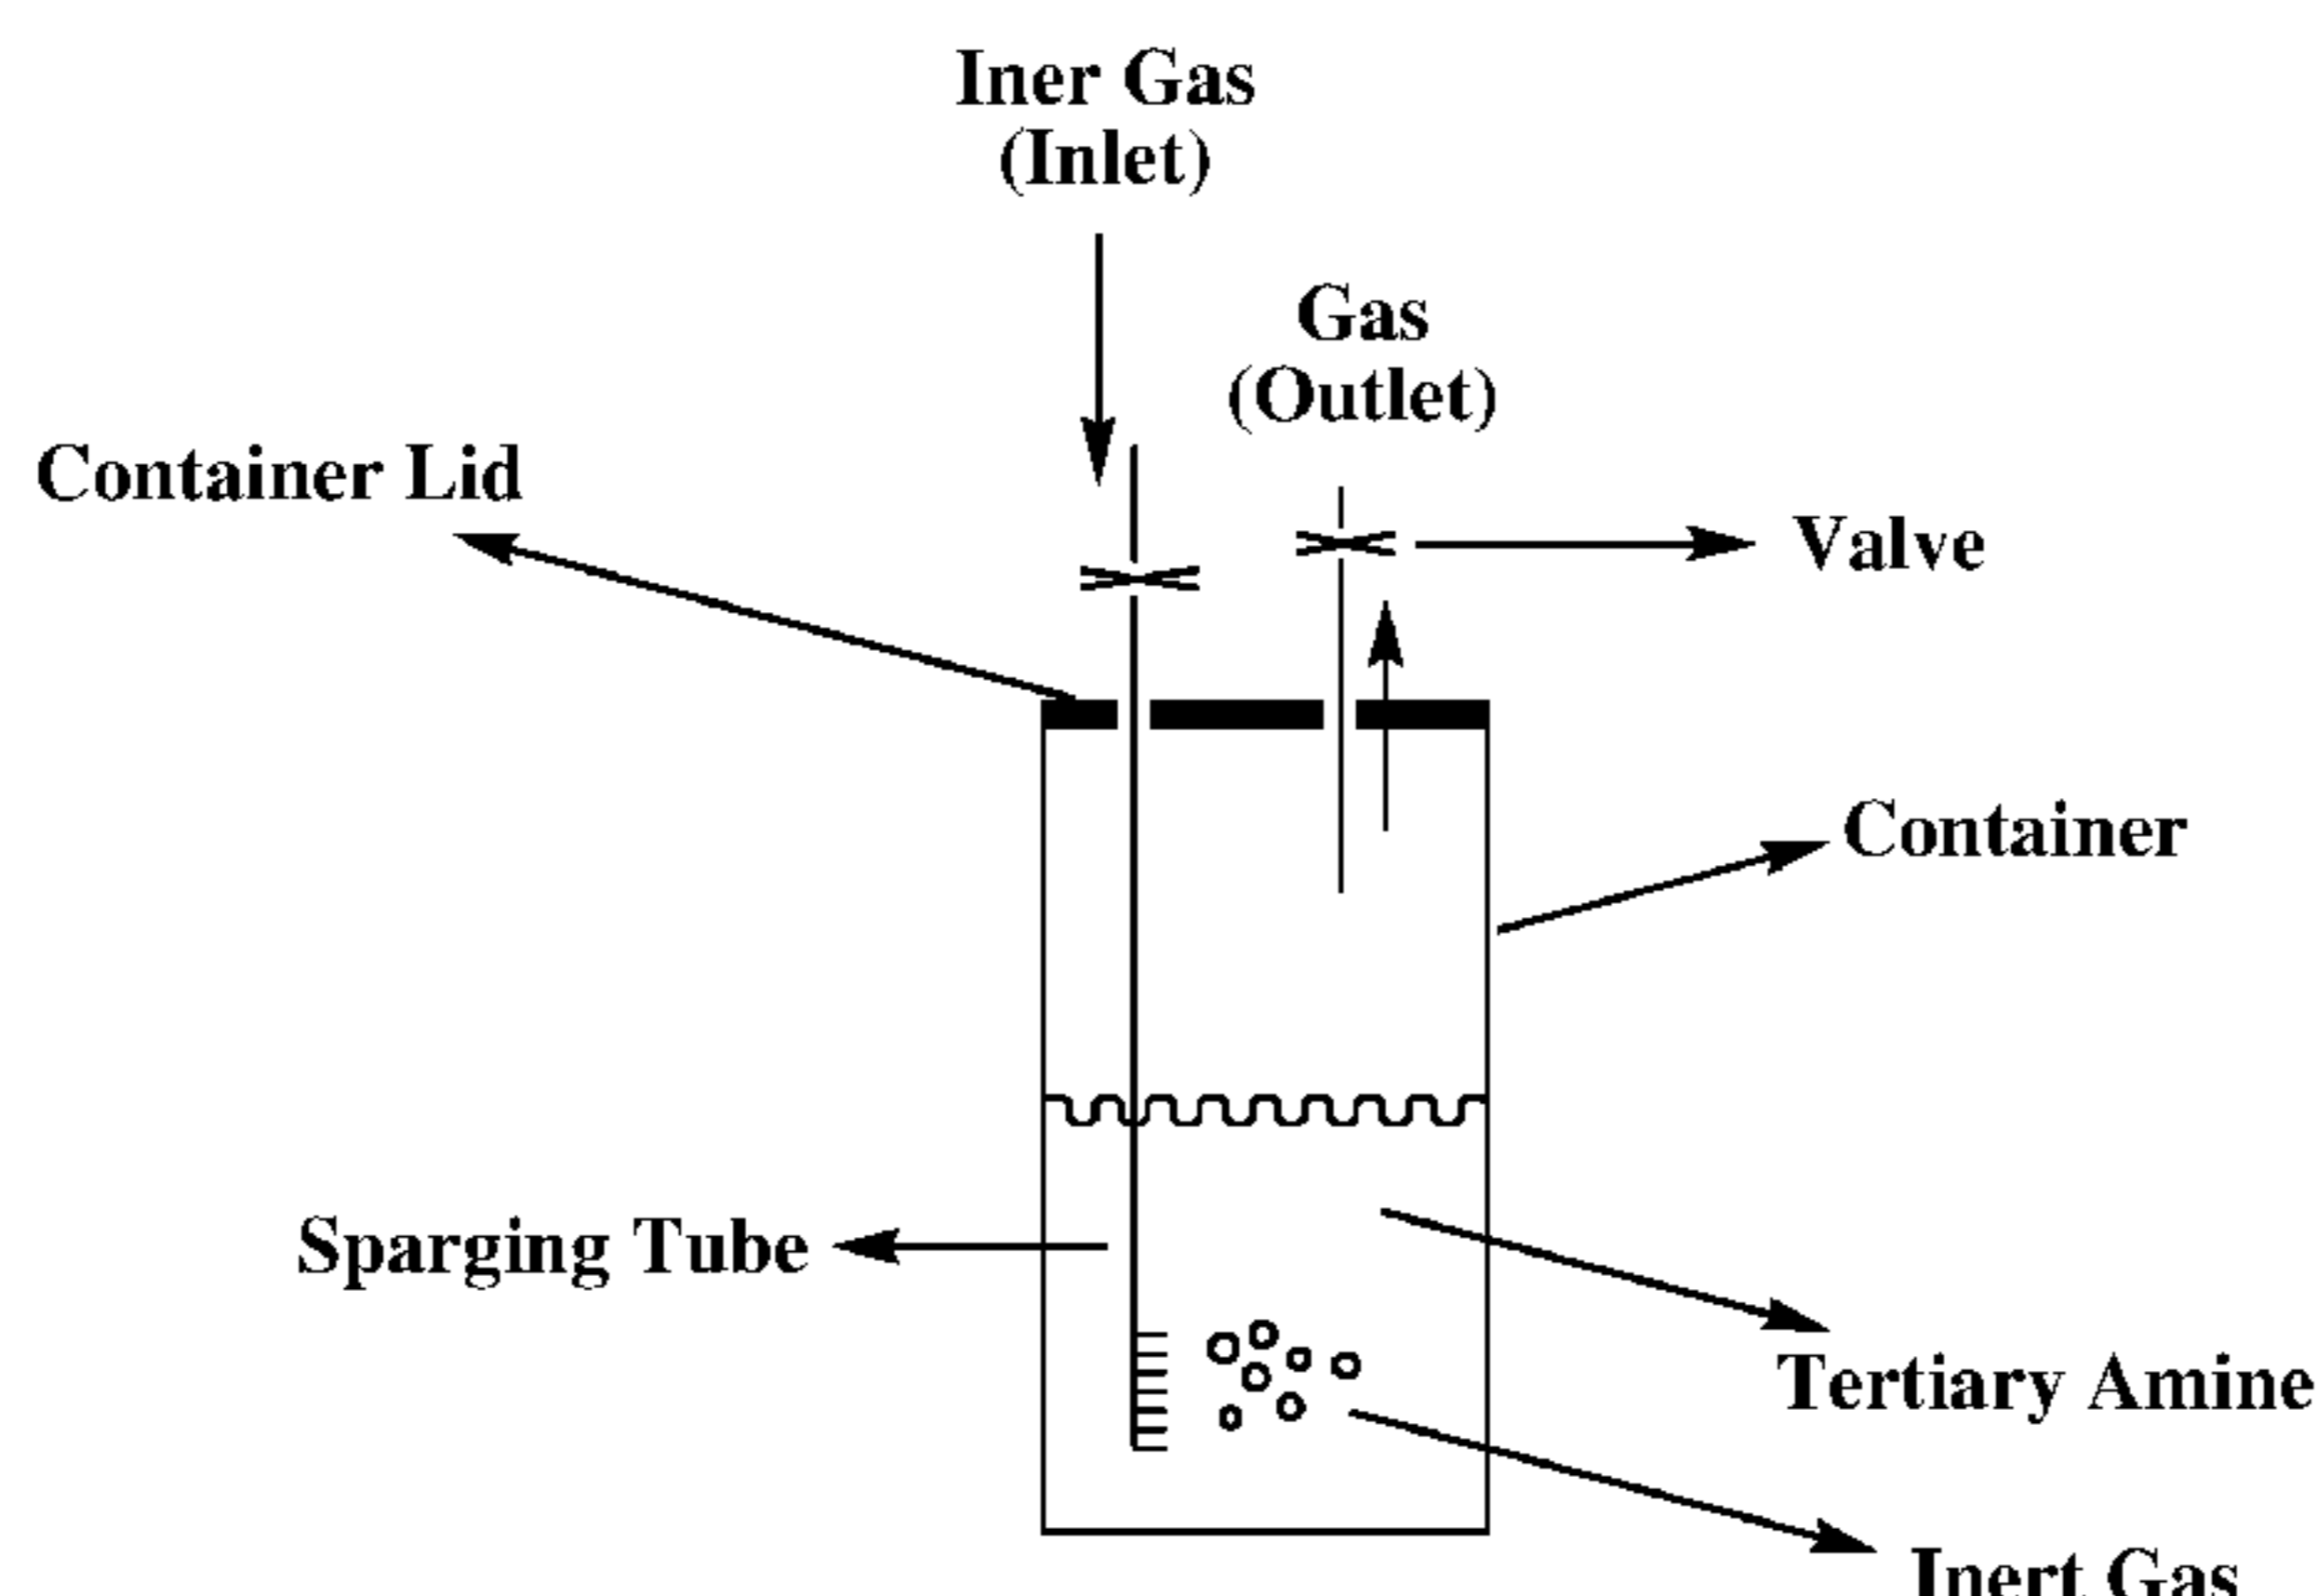 Iner Gas
(Inlet)
Gas
(Outlet)
Container Lid
Valve
Container
Sparging Tube
Tertiary Amine
Inert Gas